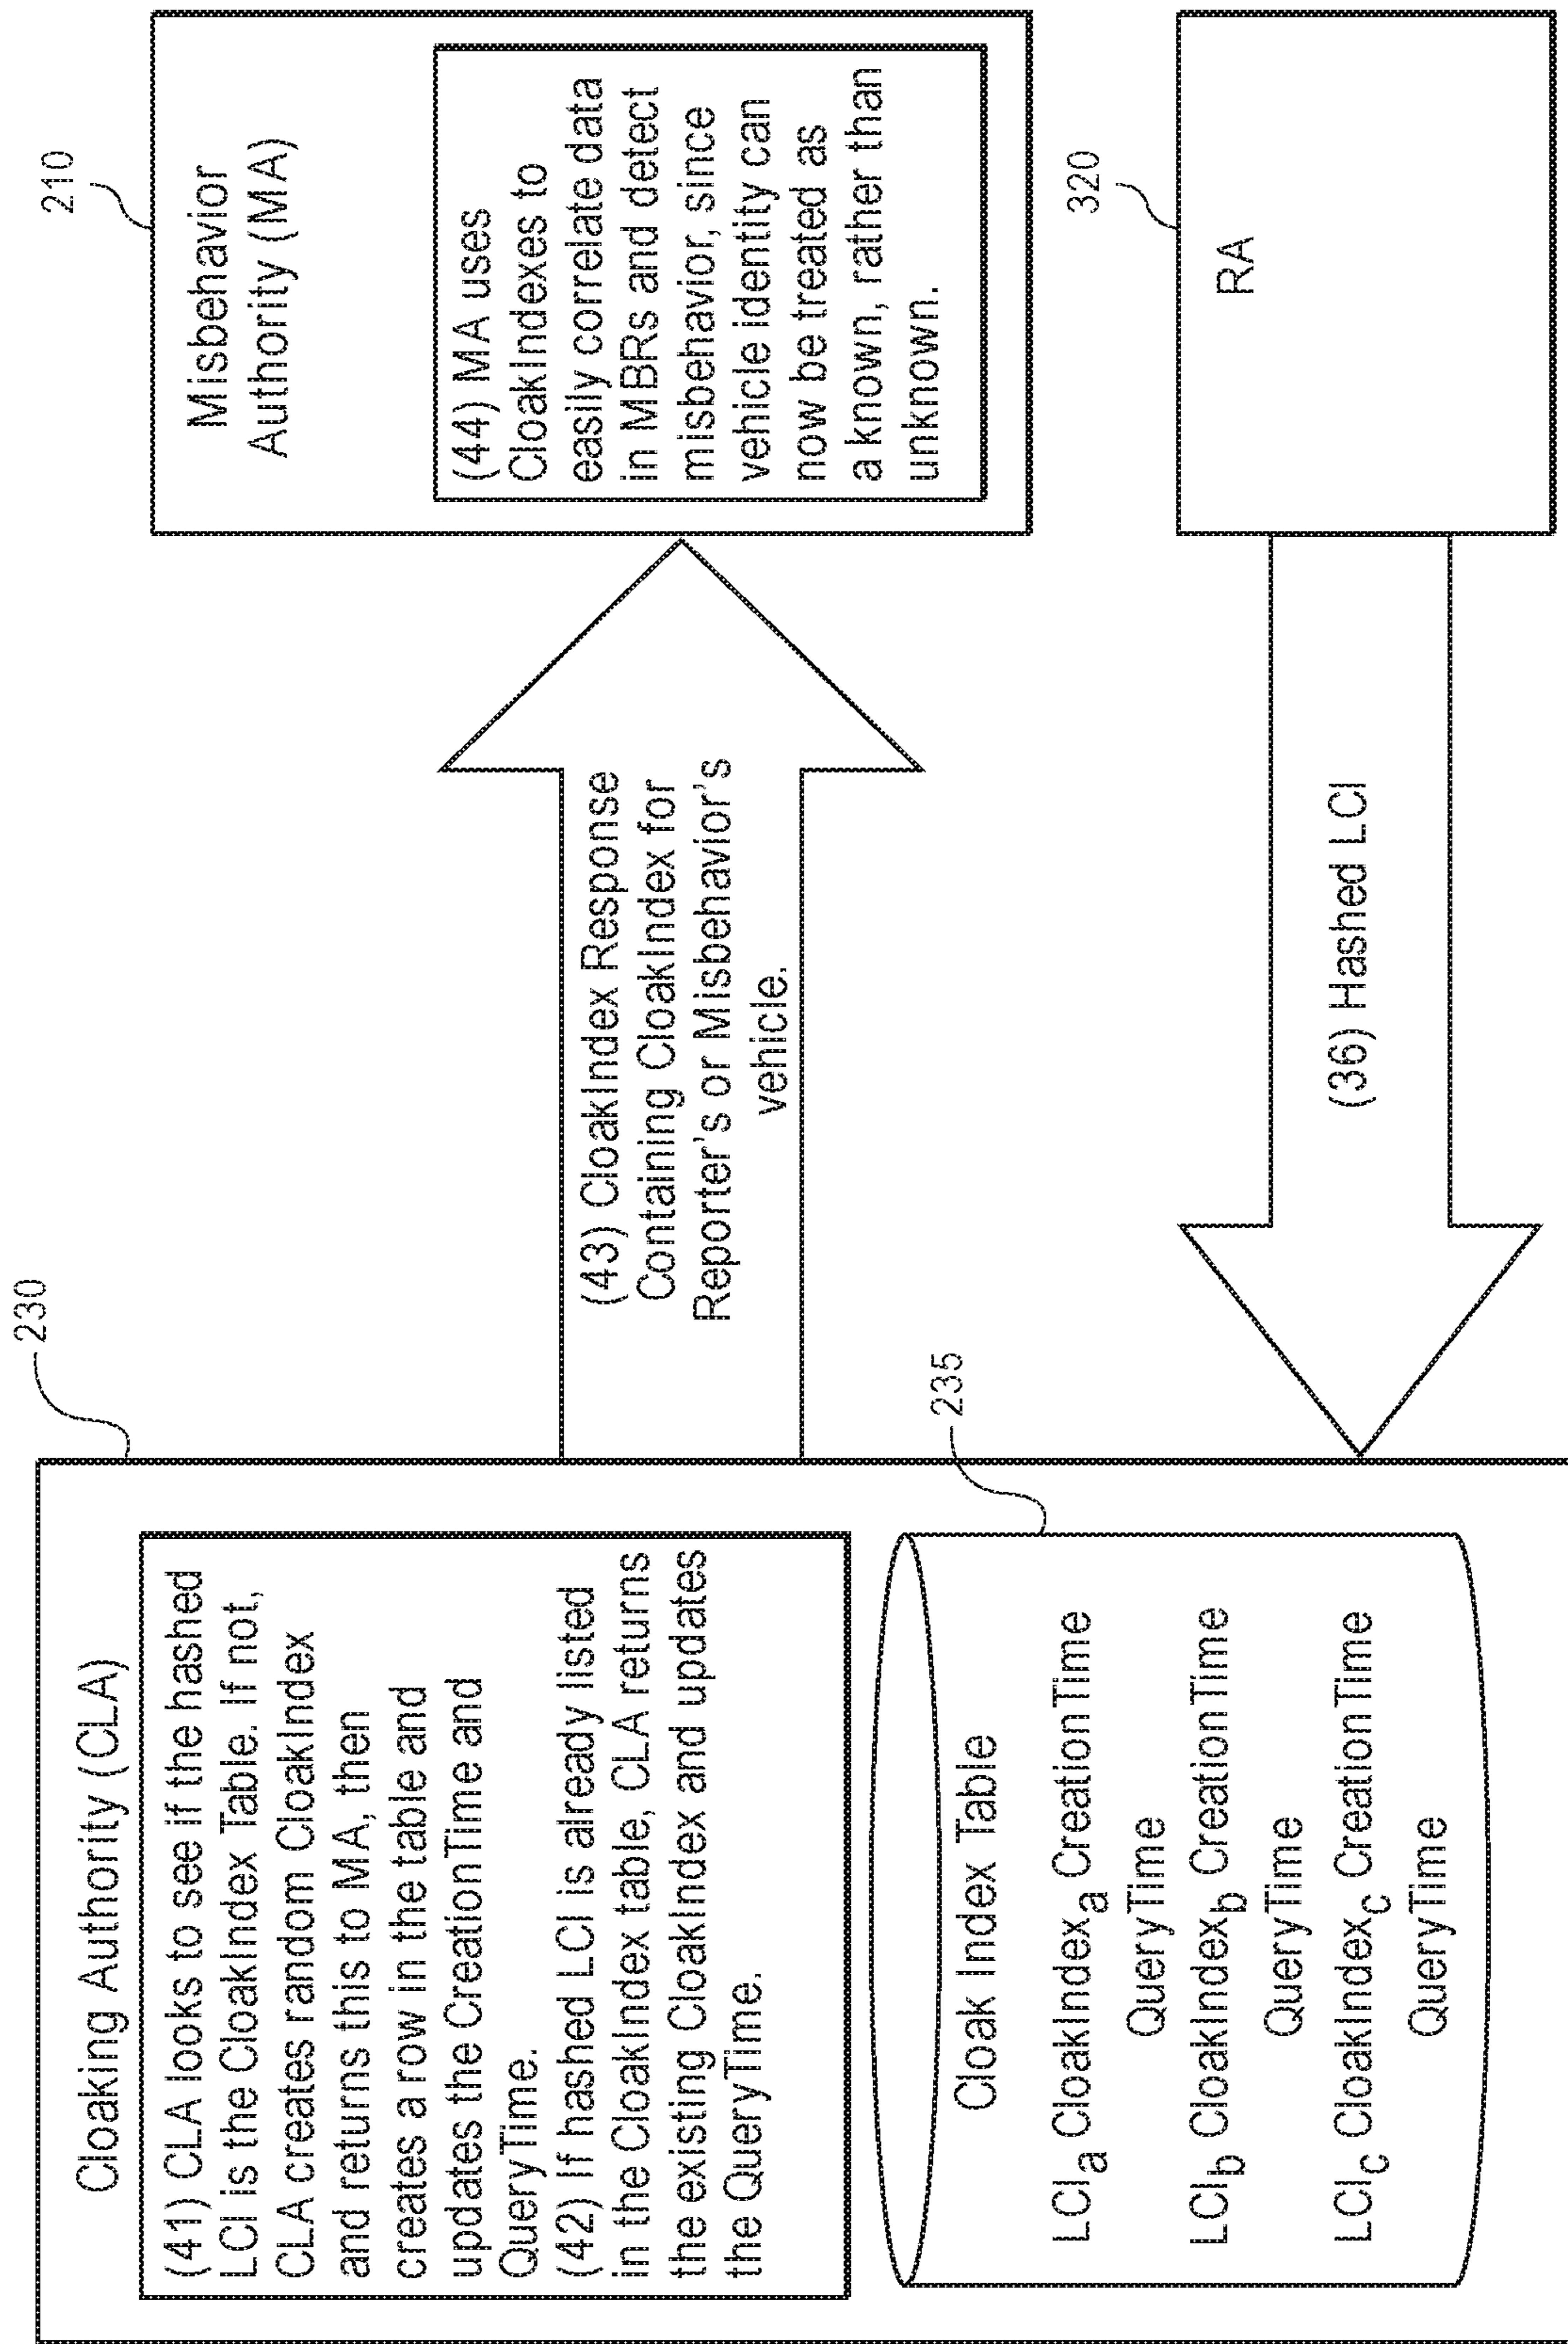 230
Cloaking Authority (CLA)
(41) CLA looks to see if the hashed
LCI is the CloakIndex Table. If not,
CLA creates random CloakIndex
and returns this to MA, then
creates a row in the table and
updates the CreationTime and
QueryTime.
(42) If hashed LCI is already listed
in the CloakIndex table, CLA returns
the existing CloakIndex and updates
the QueryTime.
235
Cloak Index Table
LCIa CloakIndexa CreationTime
QueryTime
LCIb CloakIndexb CreationTime
QueryTime
LCIc CloakIndexc CreationTime
QueryTime
(43) CloakIndex Response
Containing CloakIndex for
Reporter's or Misbehavior's
vehicle.
(36) Hashed LCI
210
Misbehavior
Authority (MA)
(44) MA uses
CloakIndexes to
easily correlate data
in MBRs and detect
misbehavior, since
vehicle identity can
now be treated as
a known, rather than
unknown.
320
RA